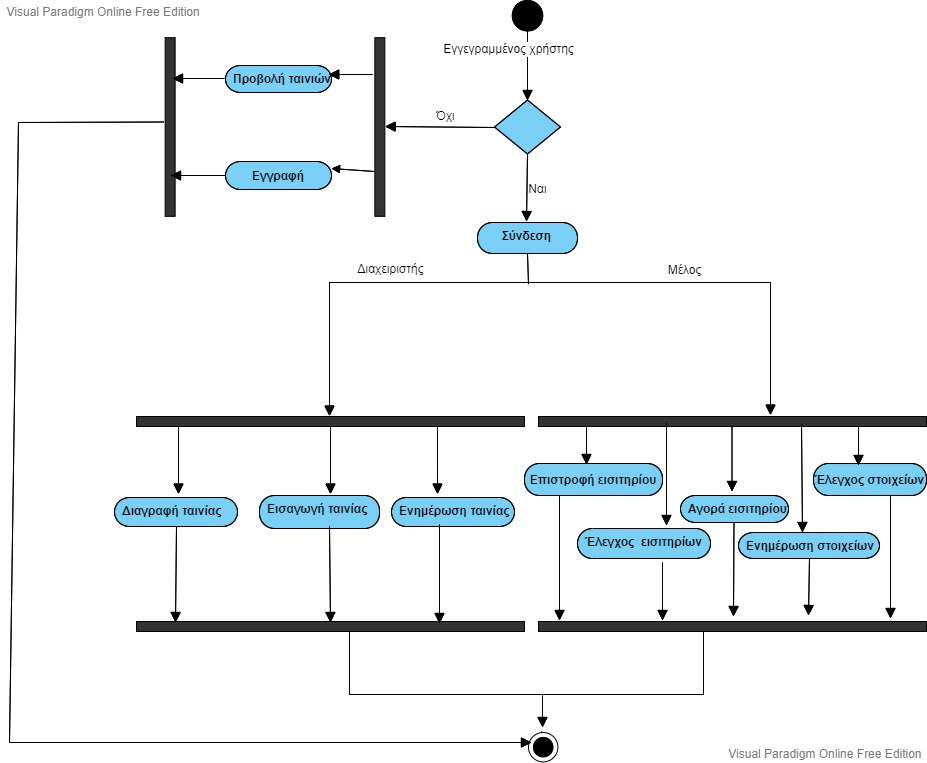 Visual Paradigm Online Free Edition
Εγγεγραμμένος χρήστης
Προβολή ταινιών
Όχι
Εγγραφή
Ναι
Σύνδεση
Διαχειριστής
Μέλος
Επιστροφή εισιτηρίου
Έλεγχος στοιχείων
Διαγραφή ταινίας
Εισαγωγή ταινίας
Ενημέρωση ταινίας
Αγορά εισιτηρίου
Έλεγχος εισιτηρίων
Ενημέρωση στοιχείων
Visual Paradigm Online Free Edition